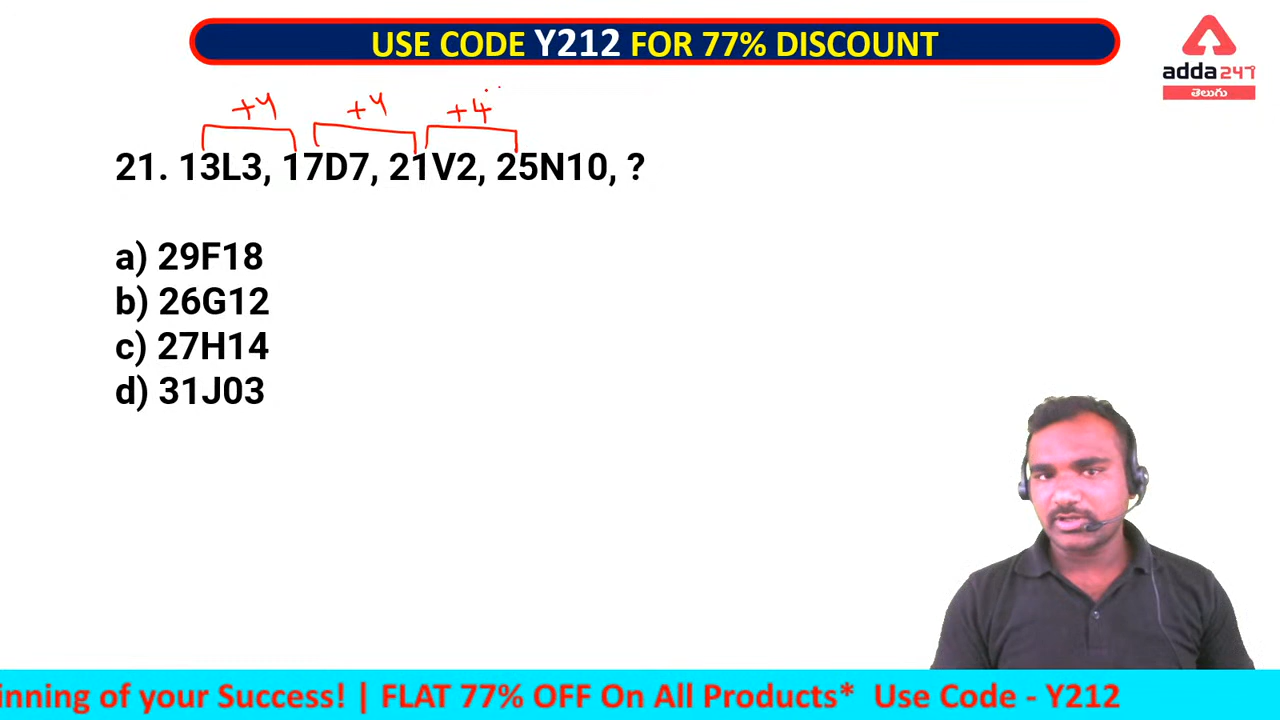 USE CODE Y212 FOR 77% DISCOUNT
adda247
తెలుగు
+4 +4 +4
21. 13L3, 17D7, 21V2, 25N10, ?
a) 29F18
b) 26G12
c) 27H14
d) 31J03
inning of your Success! | FLAT 77% OFF On All Products* Use Code - Y212